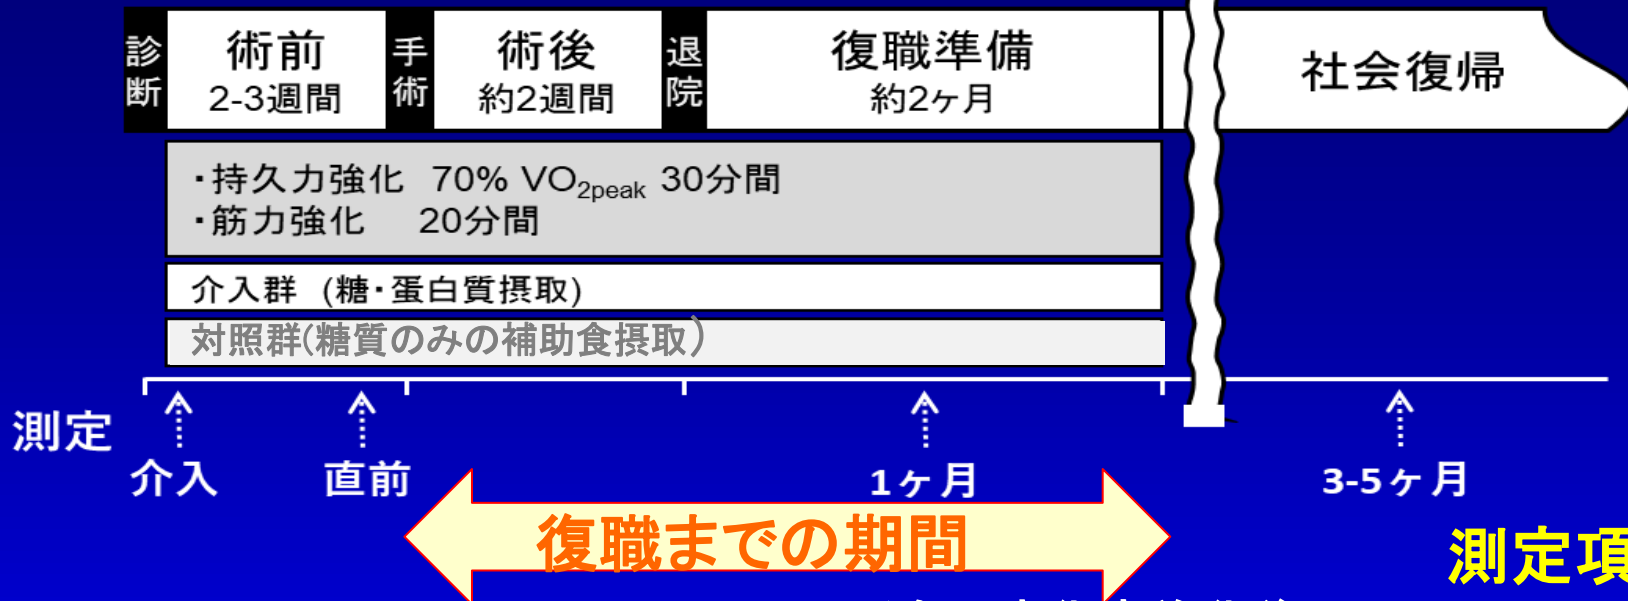 診断
術前
2-3週間
手術
術後
約2週間
退院
復職準備
約2ヶ月
社会復帰
・持久力強化 70% VO2peak 30分間
・筋力強化 20分間
介入群 (糖・蛋白質摂取)
対照群(糖質のみの補助食摂取)
測定
介入
直前
1ヶ月
3-5ヶ月
復職までの期間
測定項